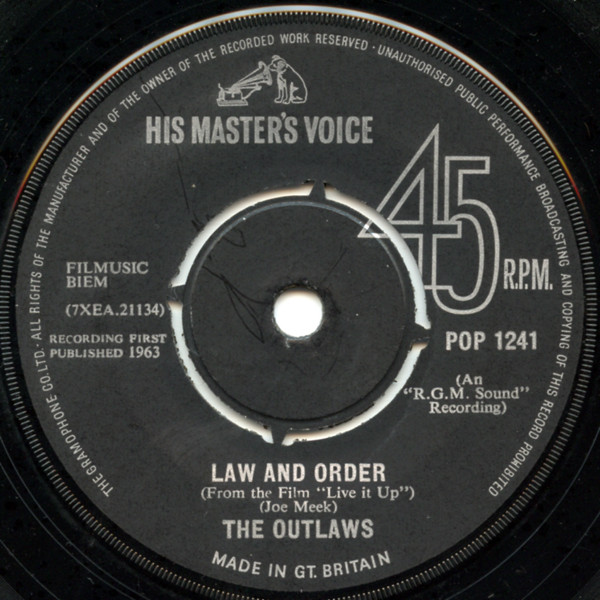 THE GRAMOPHONE CO. LTD. · ALL RIGHTS OF THE MANUFACTURER AND OF THE OWNER OF THE RECORDED WORK RESERVED · UNAUTHORISED PUBLIC PERFORMANCE BROADCASTING AND COPYING OF THIS RECORD PROHIBITED
HIS MASTER'S VOICE
45 R.P.M.
FILMUSIC
BIEM
(7XEA.21134)
RECORDING FIRST
PUBLISHED 1963
POP 1241
(An
"R.G.M. Sound"
Recording)
LAW AND ORDER
(From the Film "Live it Up")
(Joe Meek)
THE OUTLAWS
MADE IN GT. BRITAIN